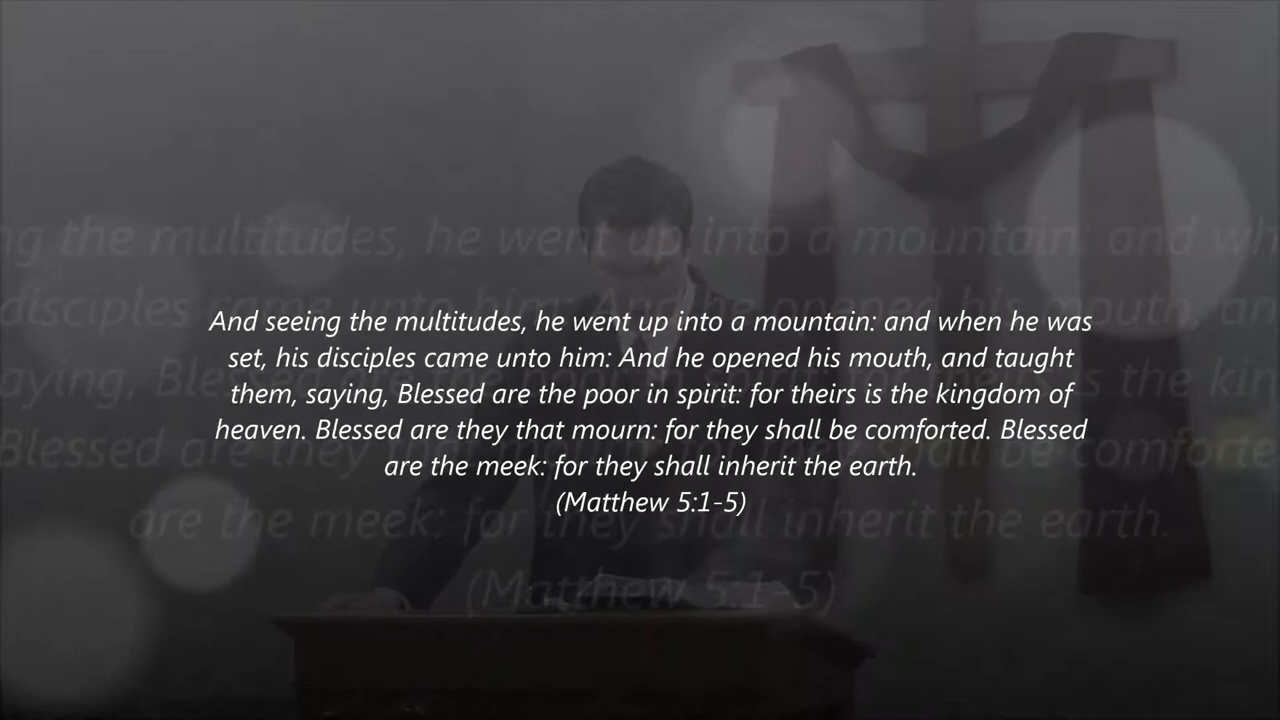 And seeing the multitudes, he went up into a mountain: and when he was
set, his disciples came unto him: And he opened his mouth, and taught
them, saying, Blessed are the poor in spirit: for theirs is the kingdom of
heaven. Blessed are they that mourn: for they shall be comforted. Blessed
are the meek: for they shall inherit the earth.
(Matthew 5:1-5)